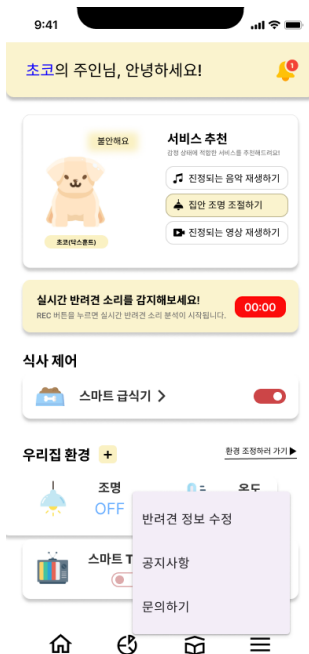 9:41
초코의 주인님, 안녕하세요!
1
불안해요
초코(닥스훈트)
서비스 추천
감정 상태에 적합한 서비스를 추천해드려요!
진정되는 음악 재생하기
집안 조명 조절하기
진정되는 영상 재생하기
실시간 반려견 소리를 감지해보세요!
REC 버튼을 누르면 실시간 반려견 소리 분석이 시작됩니다.
00:00
식사 제어
스마트 급식기 >
우리집 환경 +
환경 조정하러 가기▶
조명
OFF
온도
스마트 T
반려견 정보 수정
공지사항
문의하기